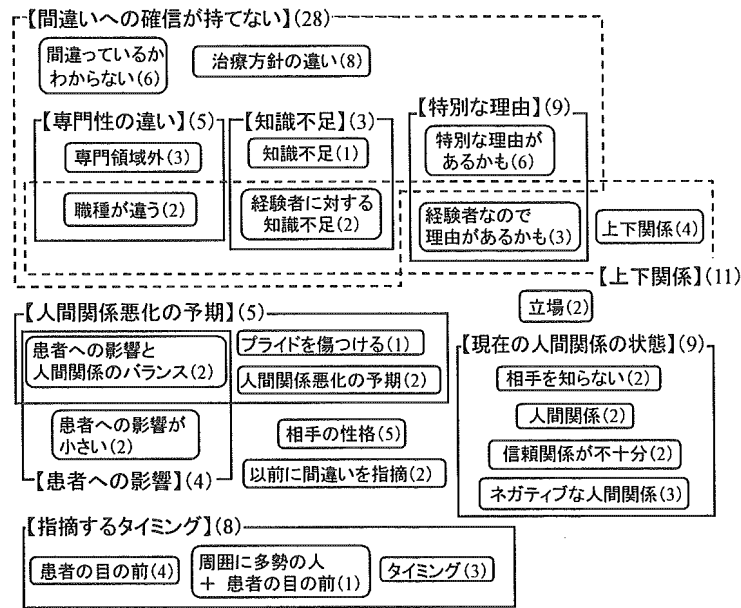 【間違いへの確信が持てない】(28)
間違っているか
わからない(6)
治療方針の違い(8)
【専門性の違い】(5)
【知識不足】(3)
【特別な理由】(9)
専門領域外(3)
知識不足(1)
特別な理由が
あるかも(6)
職種が違う(2)
経験者に対する
知識不足(2)
経験者なので
理由があるかも(3)
上下関係(4)
【上下関係】(11)
立場(2)
【人間関係悪化の予期】(5)
患者への影響と
人間関係のバランス(2)
プライドを傷つける(1)
人間関係悪化の予期(2)
患者への影響が
小さい(2)
【患者への影響】(4)
相手の性格(5)
以前に間違いを指摘(2)
【現在の人間関係の状態】(9)
相手を知らない(2)
人間関係(2)
信頼関係が不十分(2)
ネガティブな人間関係(3)
【指摘するタイミング】(8)
患者の目の前(4)
周囲に多勢の人
+ 患者の目の前(1)
タイミング(3)